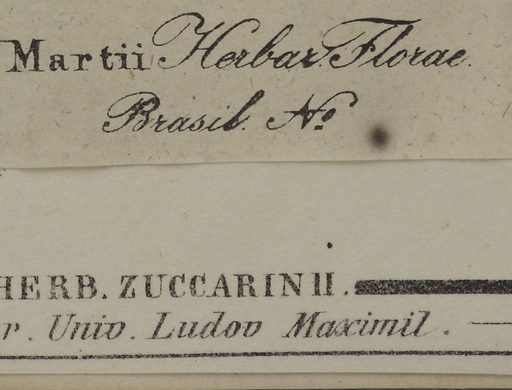 Martii Herbar. Florae
Brasil. No
HERB. ZUCCARINII.
r. Univ. Ludov Maximil.